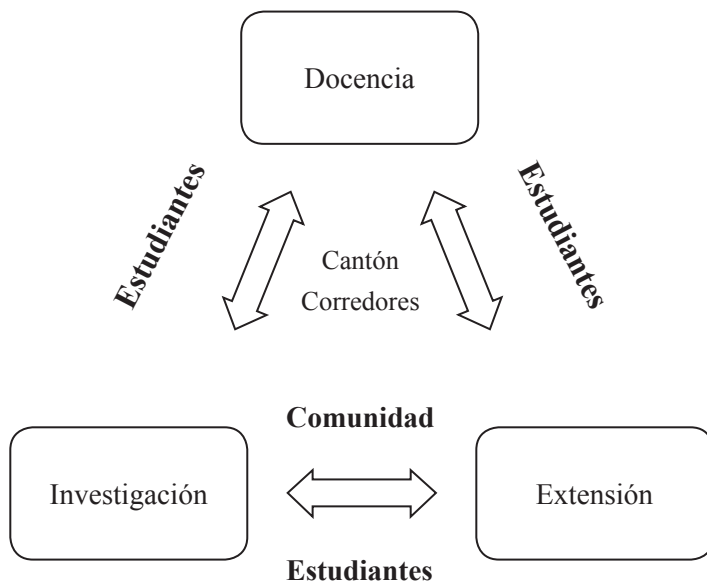 Docencia
Estudiantes
Estudiantes
Cantón
Corredores
Comunidad
Investigación
Extensión
Estudiantes